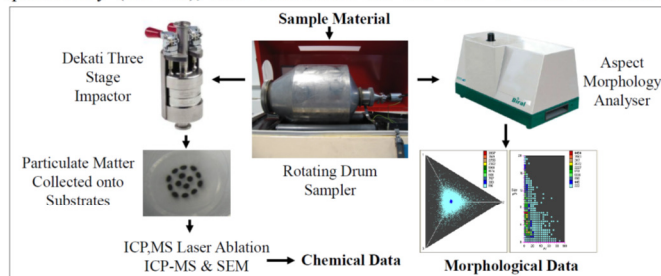 Sample Material
Dekati Three
Stage
Impactor
Aspect
Morphology
Analyser
Particulate Matter
Collected onto
Substrates
Rotating Drum
Sampler
ICP,MS Laser Ablation
ICP-MS & SEM
Chemical Data
Morphological Data